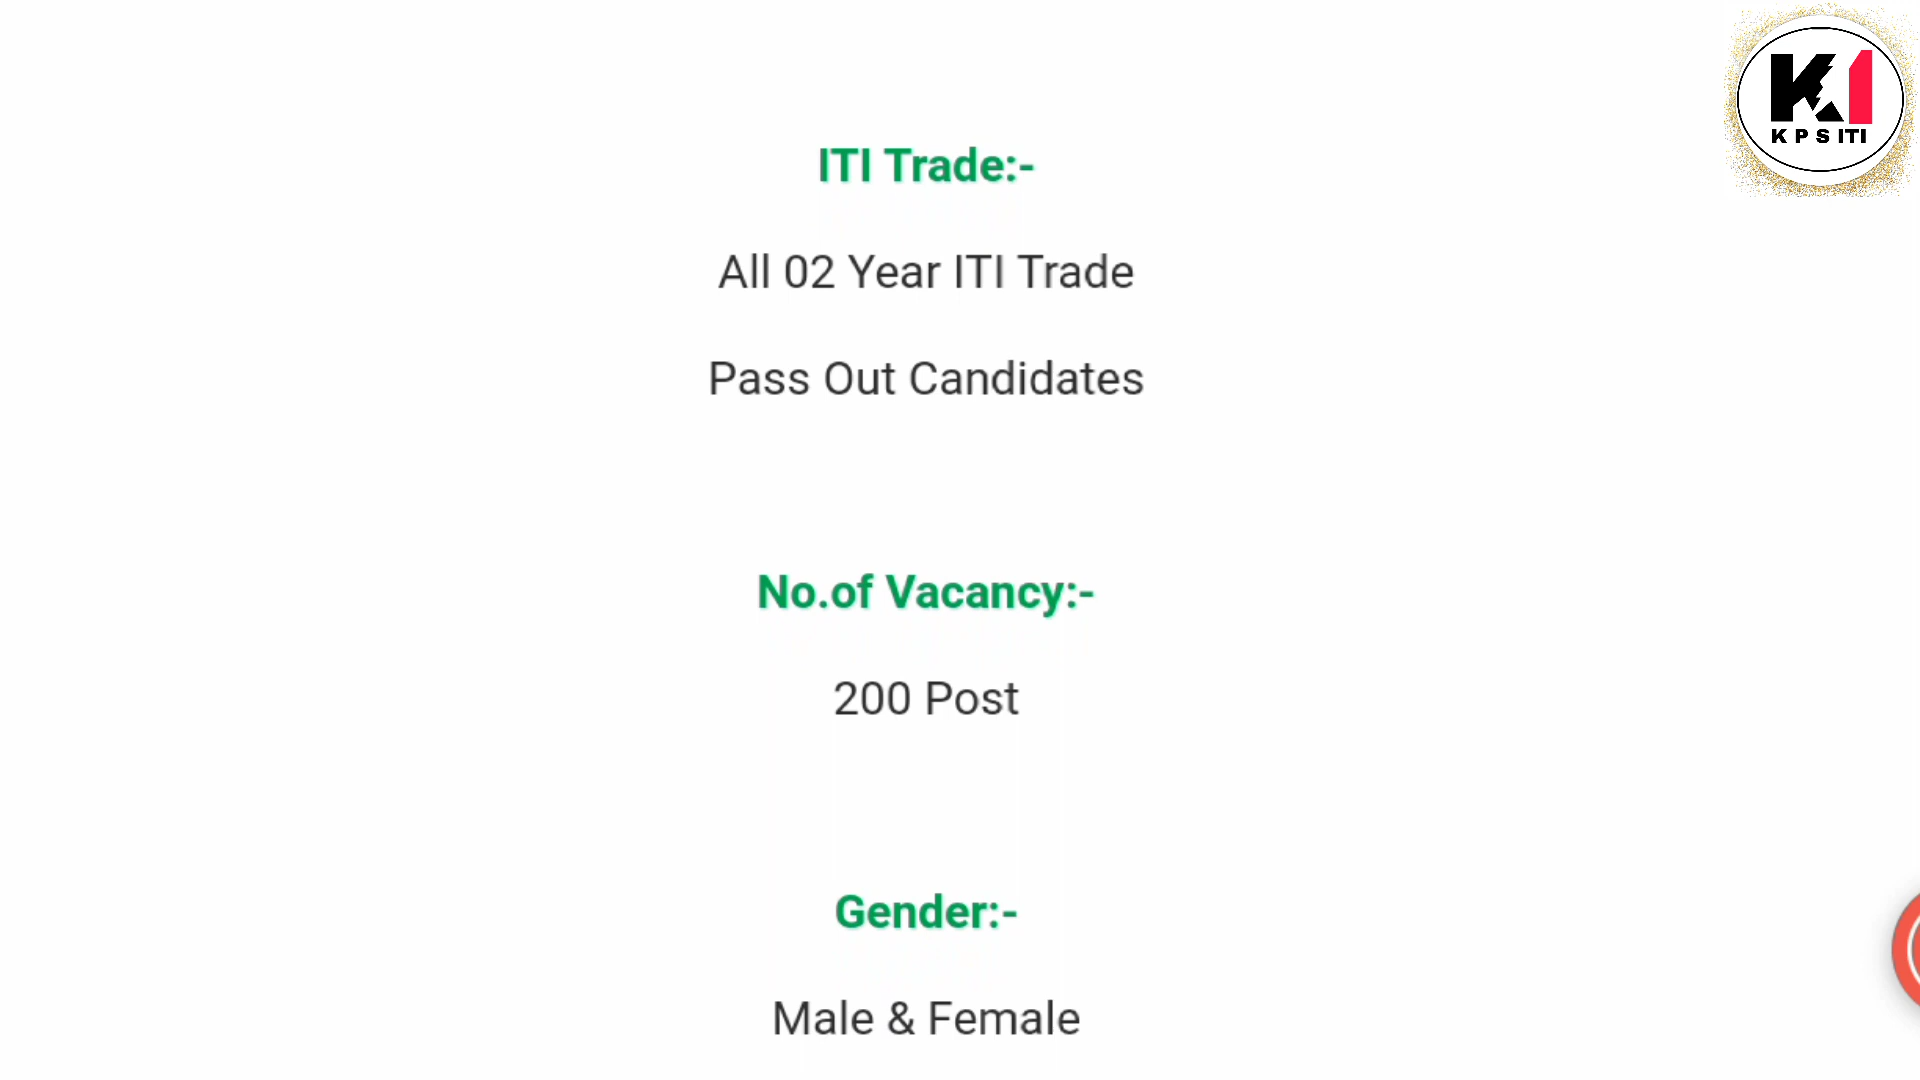 K1
K P S ITI
ITI Trade:-
All 02 Year ITI Trade
Pass Out Candidates
No.of Vacancy:-
200 Post
Gender:-
Male & Female